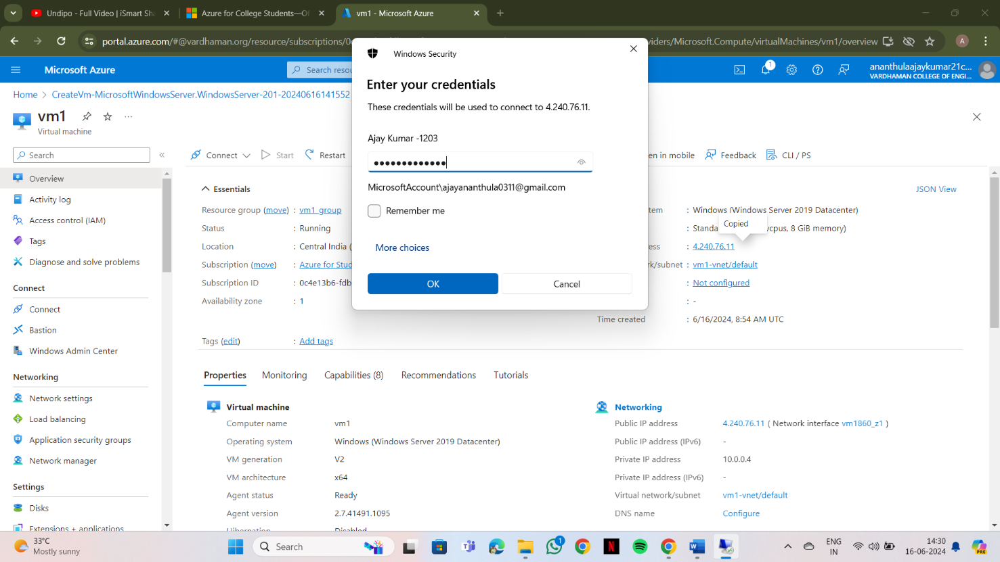 Undipo - Full Video | iSmart Sha
Azure for College Students—Of
vm1 - Microsoft Azure
portal.azure.com/#@vardhaman.org/resource/subscriptions/0
viders/Microsoft.Compute/virtualMachines/vm1/overview
A
Microsoft Azure
Search resou
1
ananthulaajaykumar21c...
VARDHAMAN COLLEGE OF ENGI...
Home > CreateVm-MicrosoftWindowsServer.WindowsServer-201-20240616141552
vm1
Virtual machine
Search
Connect
Start
Restart
en in mobile
Feedback
CLI / PS
Windows Security
Enter your credentials
These credentials will be used to connect to 4.240.76.11.
Ajay Kumar -1203
●●●●●●●●●●●●●
MicrosoftAccount\ajayananthula0311@gmail.com
Remember me
More choices
OK
Cancel
Overview
Activity log
Access control (IAM)
Tags
Diagnose and solve problems
Connect
Connect
Bastion
Windows Admin Center
Networking
Network settings
Load balancing
Application security groups
Network manager
Settings
Disks
Extensions + applications
Essentials
JSON View
Resource group (move) : vm1_group
Status : Running
Location : Central India (
Subscription (move) : Azure for Stud
Subscription ID : 0c4e13b6-fdb
Availability zone : 1
tem : Windows (Windows Server 2019 Datacenter)
Copied
: Standa vcpus, 8 GiB memory)
ess : 4.240.76.11
rk/subnet : vm1-vnet/default
: Not configured
: -
Time created : 6/16/2024, 8:54 AM UTC
Tags (edit) : Add tags
Properties
Monitoring
Capabilities (8)
Recommendations
Tutorials
Virtual machine
Computer name vm1
Operating system Windows (Windows Server 2019 Datacenter)
VM generation V2
VM architecture x64
Agent status Ready
Agent version 2.7.41491.1095
Hibernation Disabled
Networking
Public IP address 4.240.76.11 ( Network interface vm1860_z1 )
Public IP address (IPv6) -
Private IP address 10.0.0.4
Private IP address (IPv6) -
Virtual network/subnet vm1-vnet/default
DNS name Configure
33°C
Mostly sunny
Search
1
ENG
IN
14:30
16-06-2024
PRE